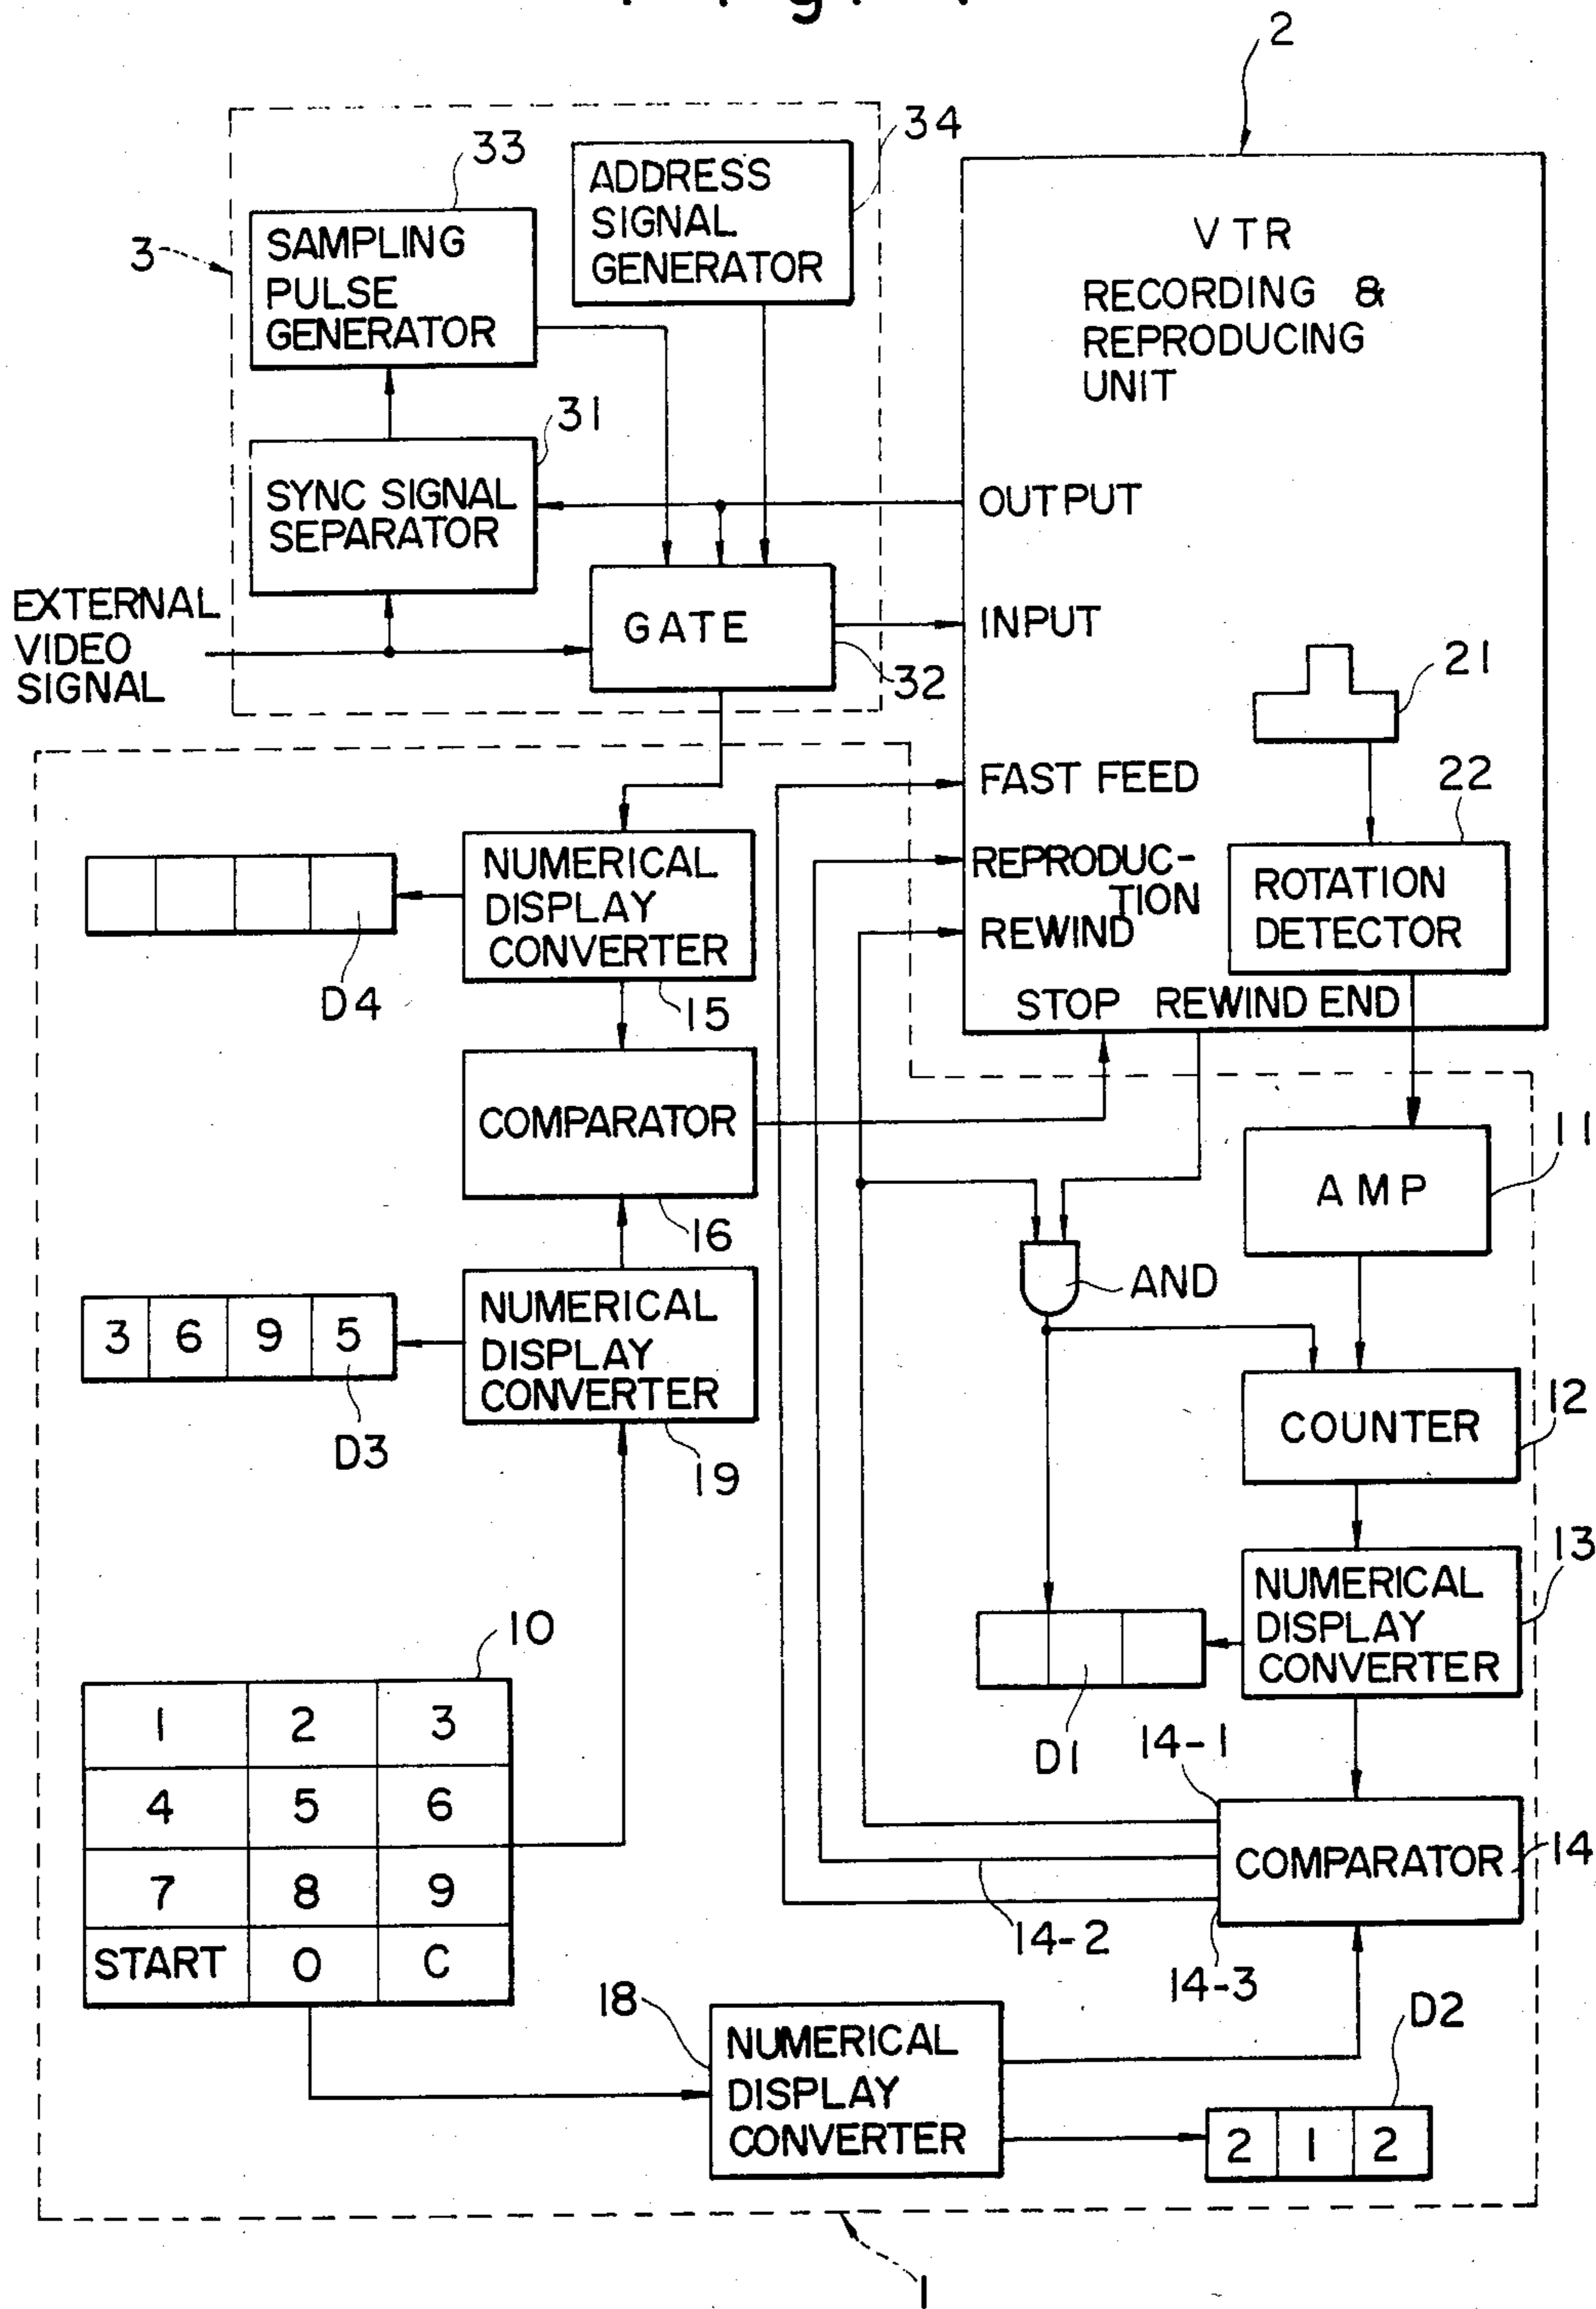 2
34
33
ADDRESS
SIGNAL
GENERATOR
3
SAMPLING
PULSE
GENERATOR
VTR
RECORDING &
REPRODUCING
UNIT
31
SYNC SIGNAL
SEPARATOR
OUTPUT
EXTERNAL
VIDEO
SIGNAL
GATE
INPUT
32
21
FAST FEED
22
NUMERICAL
DISPLAY
CONVERTER
REPRODUC-
TION
REWIND
ROTATION
DETECTOR
D4
15
STOP
REWIND END
COMPARATOR
11
AMP
16
AND
3 6 9 5
NUMERICAL
DISPLAY
CONVERTER
D3
19
12
COUNTER
13
NUMERICAL
DISPLAY
CONVERTER
10
1 2 3
4 5 6
7 8 9
START 0 C
D1
14-1
COMPARATOR
14
14-2
14-3
18
NUMERICAL
DISPLAY
CONVERTER
D2
2 1 2
1